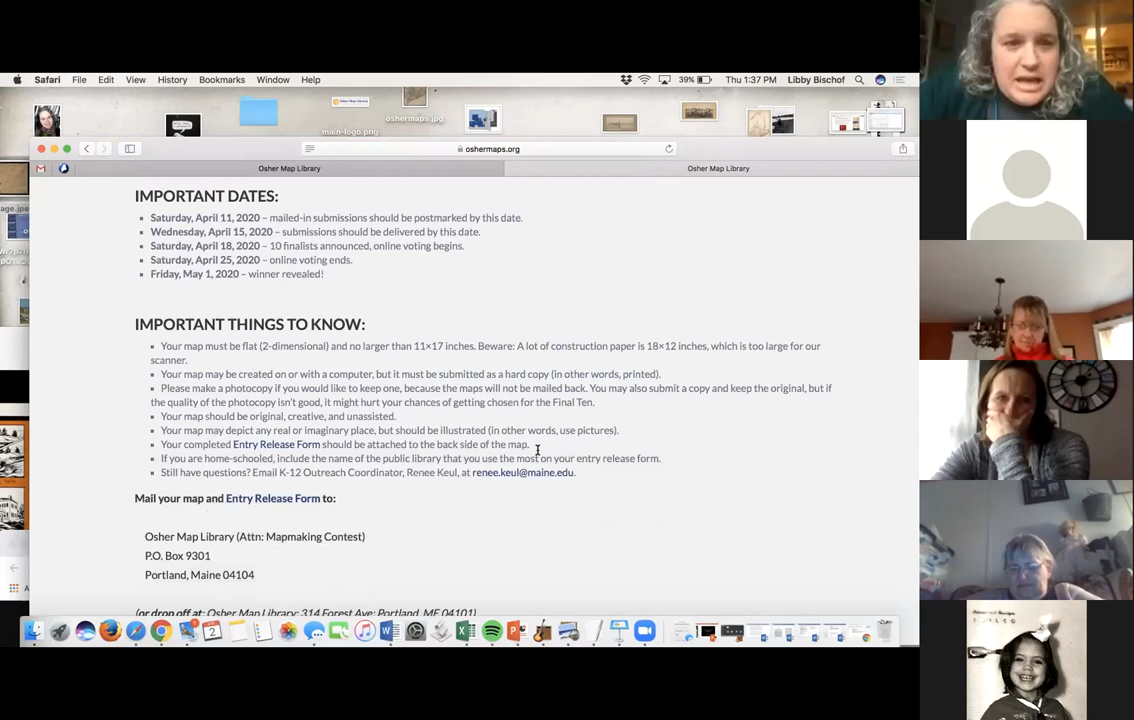 Safari File Edit View History Bookmarks Window Help 39% Thu 1:37 PM Libby Bischof
oshermaps.jpg
main-logo.png
oshermaps.org
Osher Map Library Osher Map Library
IMPORTANT DATES:
Saturday, April 11, 2020 – mailed-in submissions should be postmarked by this date.
Wednesday, April 15, 2020 – submissions should be delivered by this date.
Saturday, April 18, 2020 – 10 finalists announced, online voting begins.
Saturday, April 25, 2020 – online voting ends.
Friday, May 1, 2020 – winner revealed!
IMPORTANT THINGS TO KNOW:
Your map must be flat (2-dimensional) and no larger than 11×17 inches. Beware: A lot of construction paper is 18×12 inches, which is too large for our
scanner.
Your map may be created on or with a computer, but it must be submitted as a hard copy (in other words, printed).
Please make a photocopy if you would like to keep one, because the maps will not be mailed back. You may also submit a copy and keep the original, but if
the quality of the photocopy isn't good, it might hurt your chances of getting chosen for the Final Ten.
Your map should be original, creative, and unassisted.
Your map may depict any real or imaginary place, but should be illustrated (in other words, use pictures).
Your completed Entry Release Form should be attached to the back side of the map.
If you are home-schooled, include the name of the public library that you use the most on your entry release form.
Still have questions? Email K-12 Outreach Coordinator, Renee Keul, at renee.keul@maine.edu.
Mail your map and Entry Release Form to:
Osher Map Library (Attn: Mapmaking Contest)
P.O. Box 9301
Portland, Maine 04104
(or drop off at: Osher Map Library; 314 Forest Ave; Portland, ME 04101)